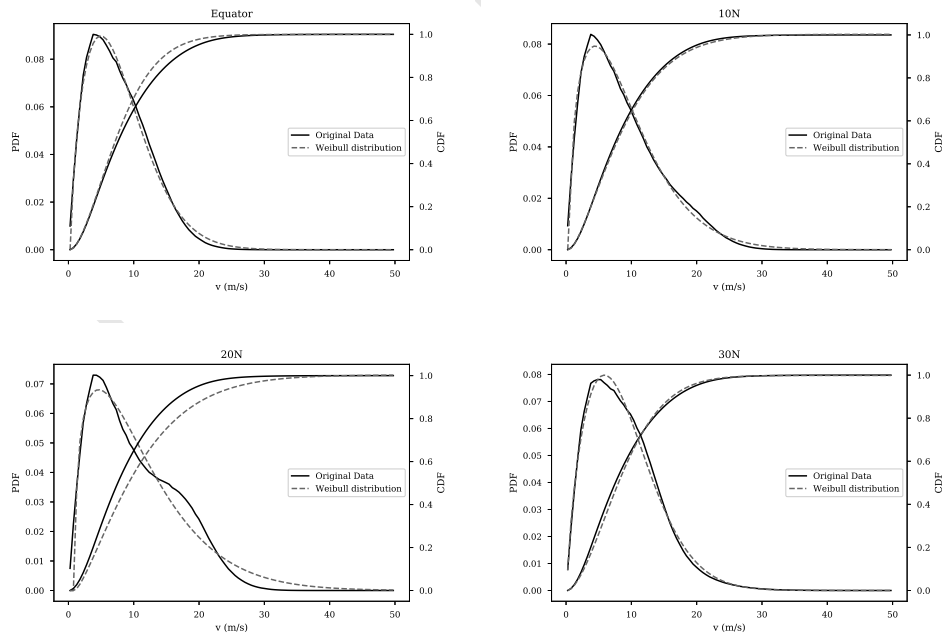 Equator
PDF
0.08
0.06
0.04
0.02
0.00
1.0
0.8
0.6
0.4
0.2
0.0
CDF
Original Data
Weibull distribution
0 10 20 30 40 50
v (m/s)
10N
PDF
0.08
0.06
0.04
0.02
0.00
1.0
0.8
0.6
0.4
0.2
0.0
CDF
Original Data
Weibull distribution
0 10 20 30 40 50
v (m/s)
20N
PDF
0.07
0.06
0.05
0.04
0.03
0.02
0.01
0.00
1.0
0.8
0.6
0.4
0.2
0.0
CDF
Original Data
Weibull distribution
0 10 20 30 40 50
v (m/s)
30N
PDF
0.08
0.07
0.06
0.05
0.04
0.03
0.02
0.01
0.00
1.0
0.8
0.6
0.4
0.2
0.0
CDF
Original Data
Weibull distribution
0 10 20 30 40 50
v (m/s)